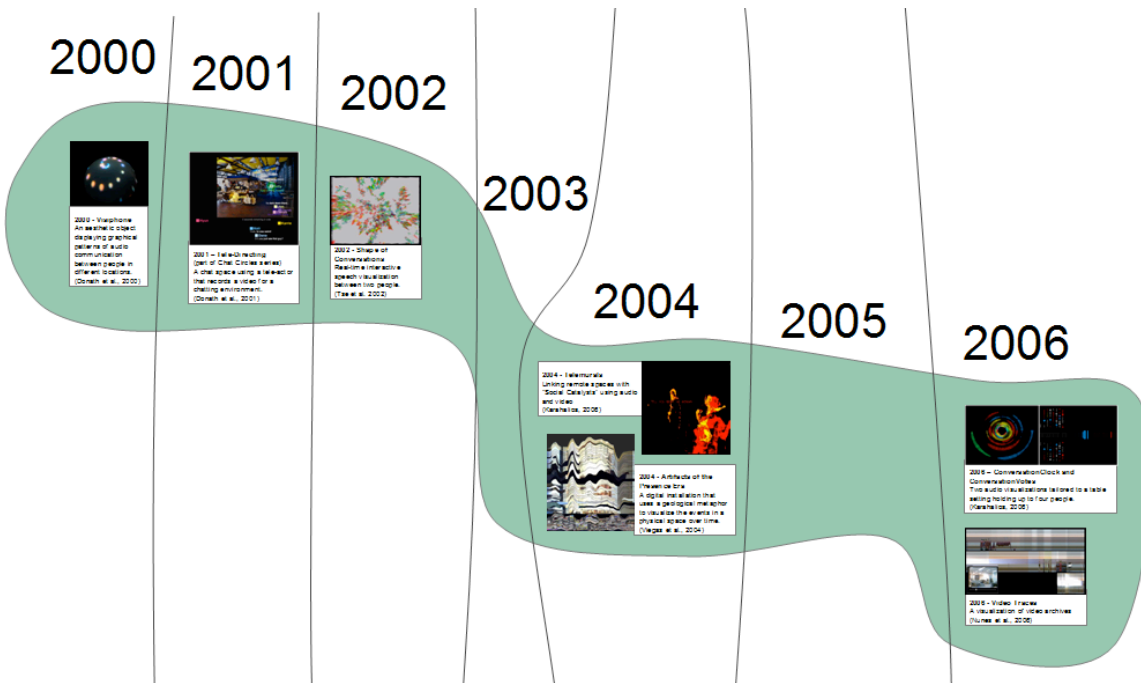 2000
2001
2002
2003
2004
2005
2006
2000 - Visiphone
An aesthetic object
displaying graphical
patterns of audio
communication
between people in
different locations.
(Donath et al., 2000)
2001 – Tele-Directing
(part of Chat Circles series)
A chat space using a tele-actor
that records a video for a
chatting environment.
(Donath et al., 2001)
2002 - Shape of
Conversations
Real-time interactive
speech visualization
between two people.
(Tse et al. 2002)
2004 - Telemurals
Linking remote spaces with
"Social Catalysts" using audio
and video
(Karahalios, 2006)
2004 - Artifacts of the
Presence Era
A digital installation that
uses a geological metaphor
to visualize the events in a
physical space over time.
(Viegas et al., 2004)
2006 – ConversationClock and
ConversationVotes
Two audio visualizations tailored to a table
setting holding up to four people.
(Karahalios, 2006)
2006 - Video Traces
A visualization of video archives
(Nunes et al., 2006)